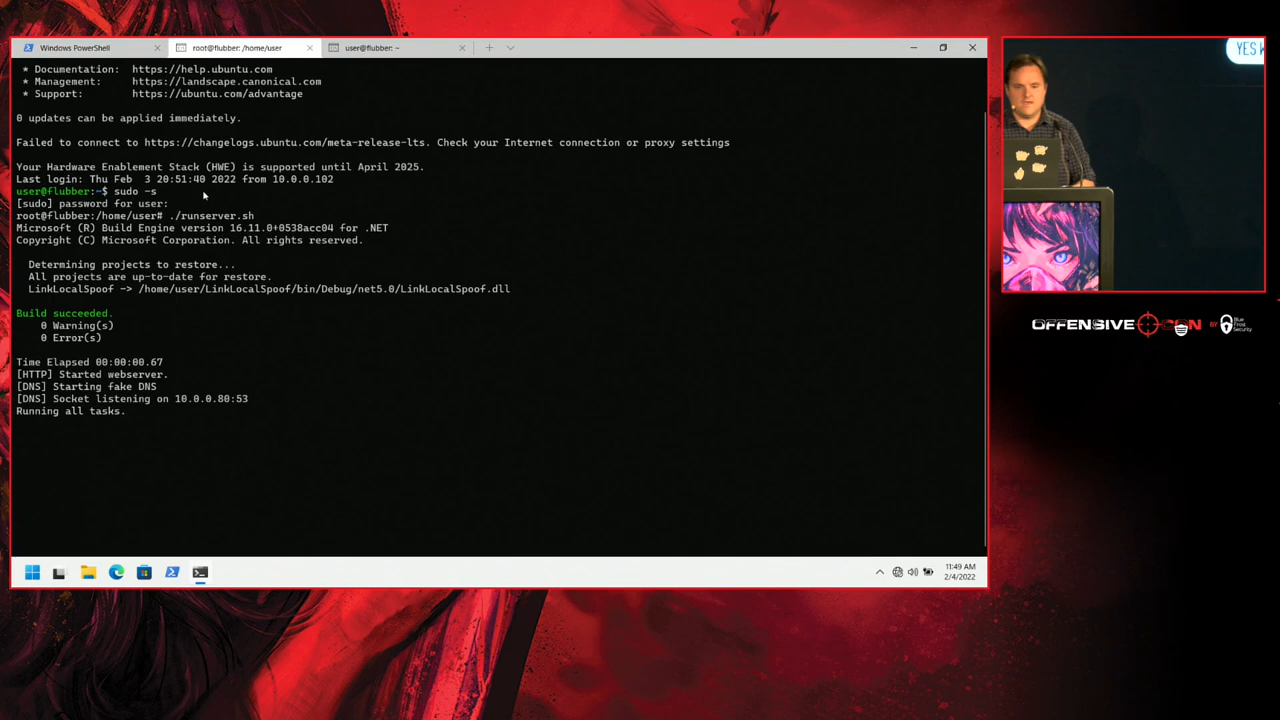 Windows PowerShell
root@flubber: /home/user
user@flubber: ~
* Documentation: https://help.ubuntu.com
* Management: https://landscape.canonical.com
* Support: https://ubuntu.com/advantage
0 updates can be applied immediately.
Failed to connect to https://changelogs.ubuntu.com/meta-release-lts. Check your Internet connection or proxy settings
Your Hardware Enablement Stack (HWE) is supported until April 2025.
Last login: Thu Feb 3 20:51:40 2022 from 10.0.0.102
user@flubber:~$ sudo -s
[sudo] password for user:
root@flubber:/home/user# ./runserver.sh
Microsoft (R) Build Engine version 16.11.0+0538acc04 for .NET
Copyright (C) Microsoft Corporation. All rights reserved.
Determining projects to restore...
All projects are up-to-date for restore.
LinkLocalSpoof -> /home/user/LinkLocalSpoof/bin/Debug/net5.0/LinkLocalSpoof.dll
Build succeeded.
0 Warning(s)
0 Error(s)
Time Elapsed 00:00:00.67
[HTTP] Started webserver.
[DNS] Starting fake DNS
[DNS] Socket listening on 10.0.0.80:53
Running all tasks.
11:49 AM
2/4/2022
YES
OFFENSIVE CON BY Blue Frost Security